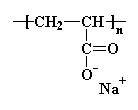 CH₂—CH n
C=O
O⁻
Na⁺